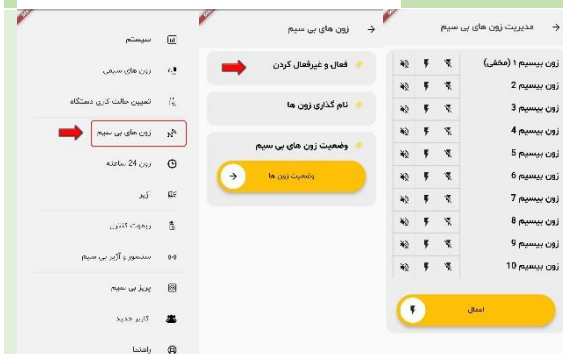 سیستم
زون های سیمی
تعیین حالت کاری دستگاه
زون های بی سیم
زون 24 ساعته
آژیر
ریموت کنترل
سنسور و آژیر بی سیم
پریز بی سیم
کاربر جدید
راهنما
زون های بی سیم
فعال و غیرفعال کردن
نام گذاری زون ها
وضعیت زون های بی سیم
وضعیت زون ها
مدیریت زون های بی سیم
زون بیسیم ۱ (مخفی)
زون بیسیم 2
زون بیسیم 3
زون بیسیم 4
زون بیسیم 5
زون بیسیم 6
زون بیسیم 7
زون بیسیم 8
زون بیسیم 9
زون بیسیم 10
اعمال